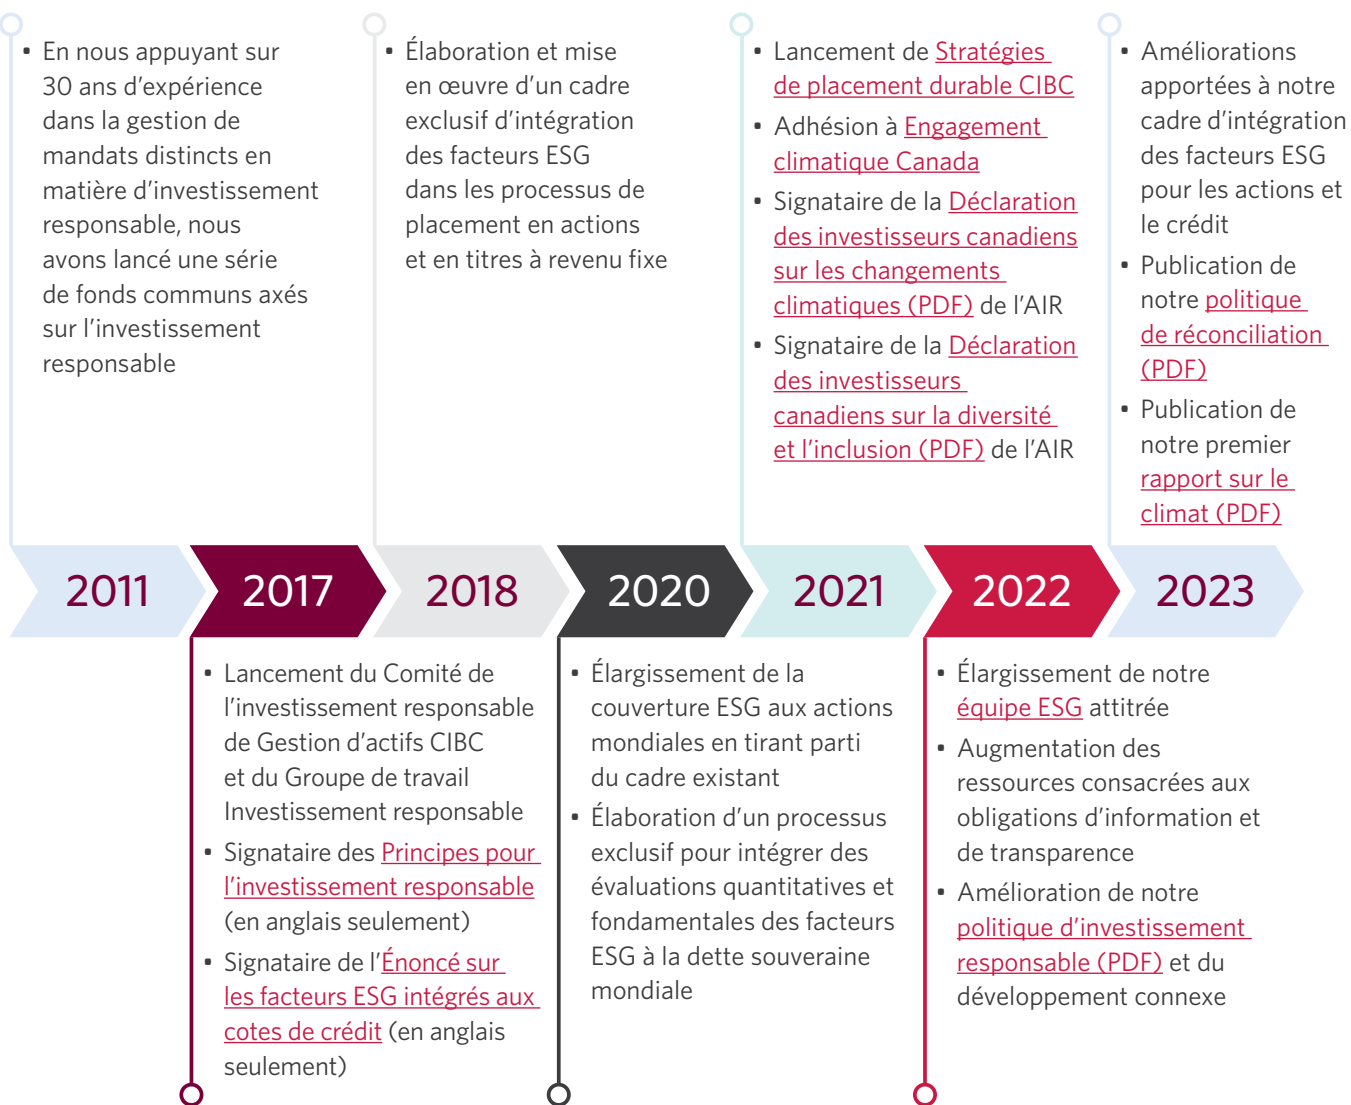 • En nous appuyant sur
30 ans d’expérience
dans la gestion de
mandats distincts en
matière d’investissement
responsable, nous
avons lancé une série
de fonds communs axés
sur l’investissement
responsable
• Élaboration et mise
en œuvre d’un cadre
exclusif d’intégration
des facteurs ESG
dans les processus de
placement en actions
et en titres à revenu fixe
• Lancement de Stratégies
de placement durable CIBC
• Adhésion à Engagement
climatique Canada
• Signataire de la Déclaration
des investisseurs canadiens
sur les changements
climatiques (PDF) de l’AIR
• Signataire de la Déclaration
des investisseurs
canadiens sur la diversité
et l’inclusion (PDF) de l’AIR
• Améliorations
apportées à notre
cadre d’intégration
des facteurs ESG
pour les actions et
le crédit
• Publication de
notre politique
de réconciliation
(PDF)
• Publication de
notre premier
rapport sur le
climat (PDF)
2011
2017
2018
2020
2021
2022
2023
• Lancement du Comité de
l’investissement responsable
de Gestion d’actifs CIBC
et du Groupe de travail
Investissement responsable
• Signataire des Principes pour
l’investissement responsable
(en anglais seulement)
• Signataire de l’Énoncé sur
les facteurs ESG intégrés aux
cotes de crédit (en anglais
seulement)
• Élargissement de la
couverture ESG aux actions
mondiales en tirant parti
du cadre existant
• Élaboration d’un processus
exclusif pour intégrer des
évaluations quantitatives et
fondamentales des facteurs
ESG à la dette souveraine
mondiale
• Élargissement de notre
équipe ESG attitrée
• Augmentation des
ressources consacrées aux
obligations d’information et
de transparence
• Amélioration de notre
politique d’investissement
responsable (PDF) et du
développement connexe